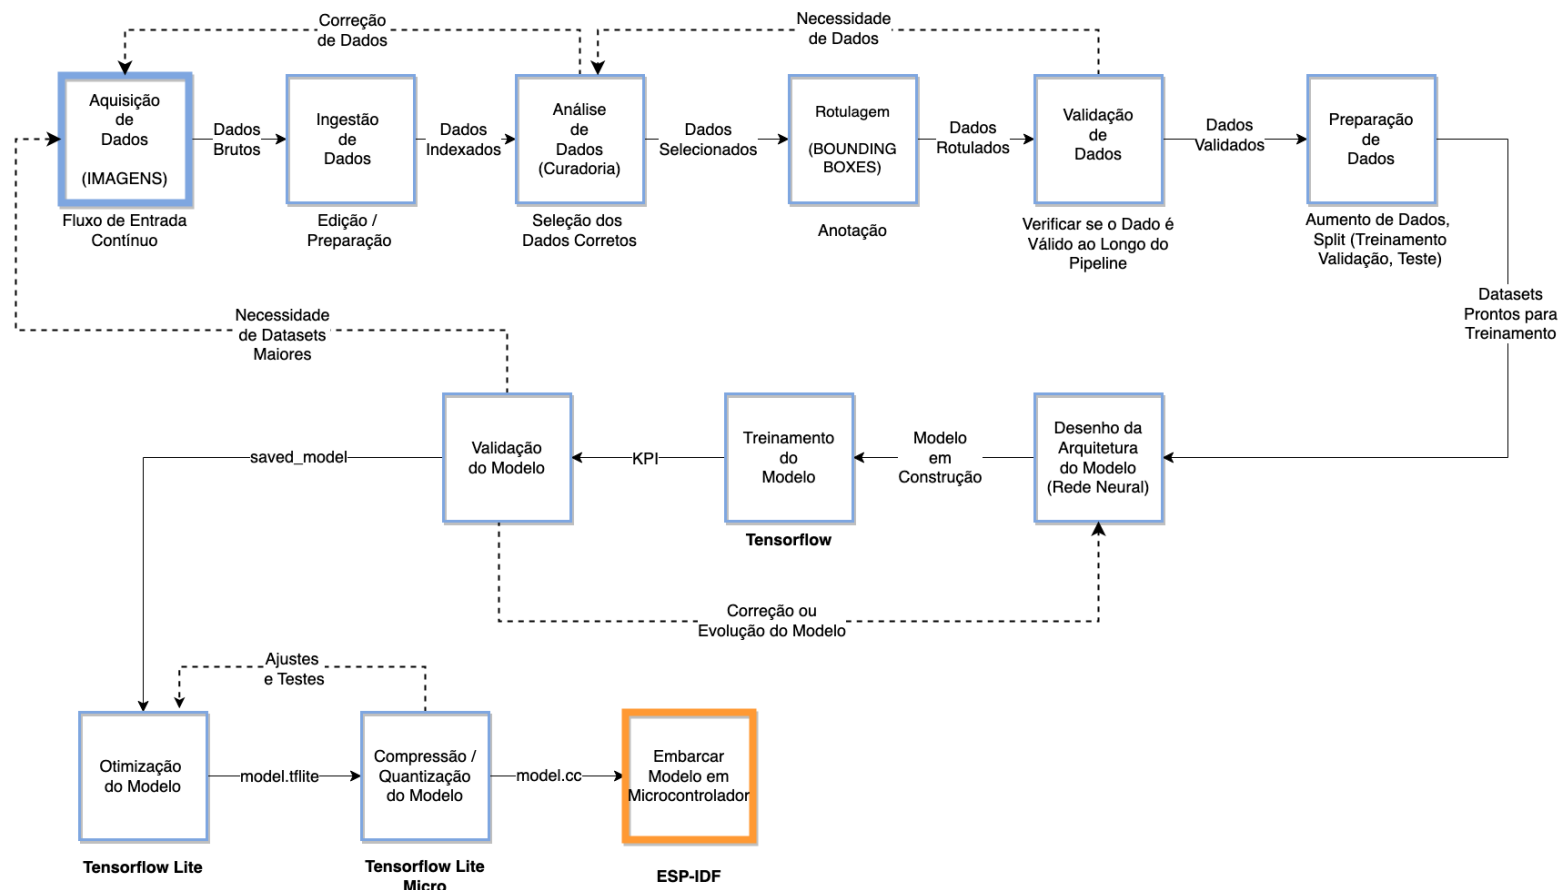 Correção
de Dados
Necessidade
de Dados
Aquisição
de
Dados
(IMAGENS)
Dados
Brutos
Ingestão
de
Dados
Dados
Indexados
Análise
de
Dados
(Curadoria)
Dados
Selecionados
Rotulagem
(BOUNDING
BOXES)
Dados
Rotulados
Validação
de
Dados
Dados
Validados
Preparação
de
Dados
Fluxo de Entrada
Contínuo
Edição /
Preparação
Seleção dos
Dados Corretos
Anotação
Verificar se o Dado é
Válido ao Longo do
Pipeline
Aumento de Dados,
Split (Treinamento
Validação, Teste)
Datasets
Prontos para
Treinamento
Necessidade
de Datasets
Maiores
saved_model
Validação
do Modelo
KPI
Treinamento
do
Modelo
Tensorflow
Modelo
em
Construção
Desenho da
Arquitetura
do Modelo
(Rede Neural)
Correção ou
Evolução do Modelo
Ajustes
e Testes
Otimização
do Modelo
model.tflite
Compressão /
Quantização
do Modelo
model.cc
Embarcar
Modelo em
Microcontrolador
Tensorflow Lite
Tensorflow Lite
Micro
ESP-IDF